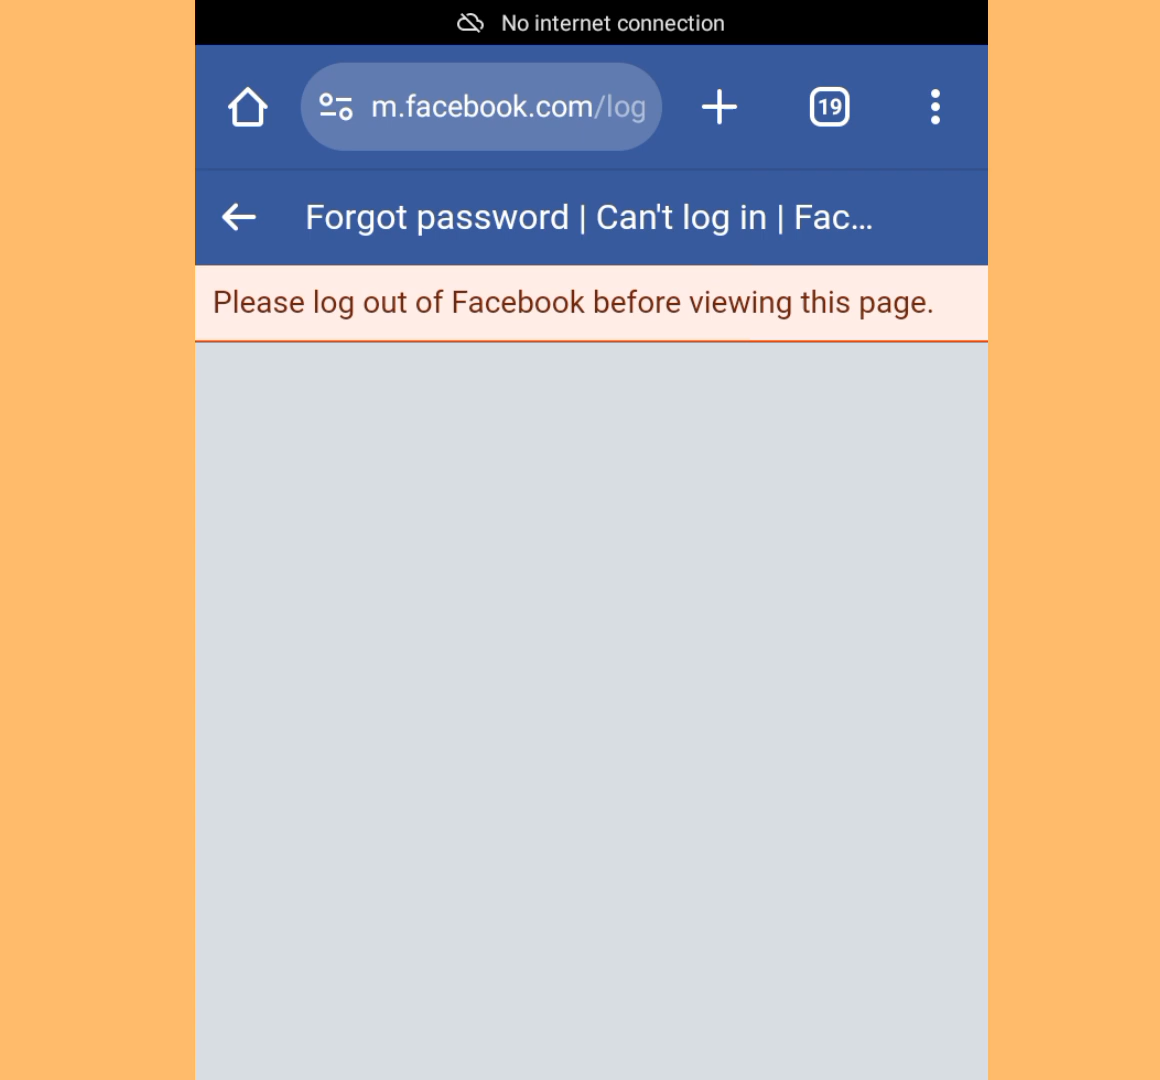 No internet connection
m.facebook.com/log
19
Forgot password | Can't log in | Fac...
Please log out of Facebook before viewing this page.